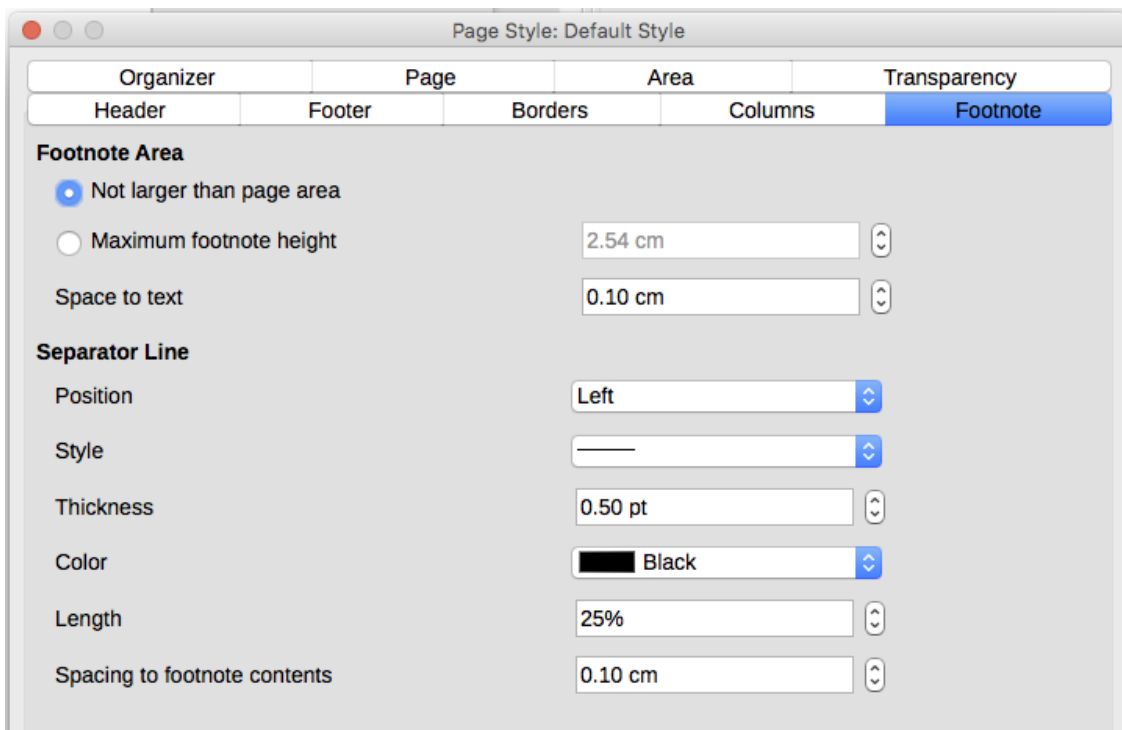 Page Style: Default Style
Organizer Page Area Transparency
Header Footer Borders Columns Footnote
Footnote Area
Not larger than page area
Maximum footnote height 2.54 cm
Space to text 0.10 cm
Separator Line
Position Left
Style
Thickness 0.50 pt
Color Black
Length 25%
Spacing to footnote contents 0.10 cm